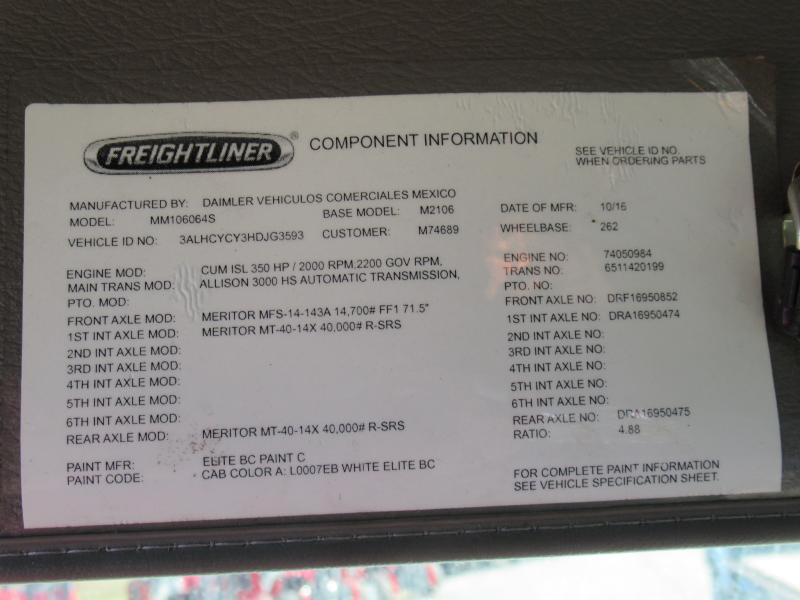 FREIGHTLINER ® COMPONENT INFORMATION
SEE VEHICLE ID NO.
WHEN ORDERING PARTS
MANUFACTURED BY: DAIMLER VEHICULOS COMERCIALES MEXICO
MODEL: MM106064S BASE MODEL: M2106 DATE OF MFR: 10/16
VEHICLE ID NO: 3ALHCYCY3HDJG3593 CUSTOMER: M74689 WHEELBASE: 262
ENGINE MOD: CUM ISL 350 HP / 2000 RPM,2200 GOV RPM, ENGINE NO: 74050984
MAIN TRANS MOD: ALLISON 3000 HS AUTOMATIC TRANSMISSION, TRANS NO: 6511420199
PTO. MOD: PTO. NO:
FRONT AXLE MOD: MERITOR MFS-14-143A 14,700# FF1 71.5" FRONT AXLE NO: DRF16950852
1ST INT AXLE MOD: MERITOR MT-40-14X 40,000# R-SRS 1ST INT AXLE NO: DRA16950474
2ND INT AXLE MOD: 2ND INT AXLE NO:
3RD INT AXLE MOD: 3RD INT AXLE NO:
4TH INT AXLE MOD: 4TH INT AXLE NO:
5TH INT AXLE MOD: 5TH INT AXLE NO:
6TH INT AXLE MOD: 6TH INT AXLE NO:
REAR AXLE MOD: MERITOR MT-40-14X 40,000# R-SRS REAR AXLE NO: DRA16950475
RATIO: 4.88
PAINT MFR: ELITE BC PAINT C
PAINT CODE: CAB COLOR A: L0007EB WHITE ELITE BC
FOR COMPLETE PAINT INFORMATION
SEE VEHICLE SPECIFICATION SHEET.